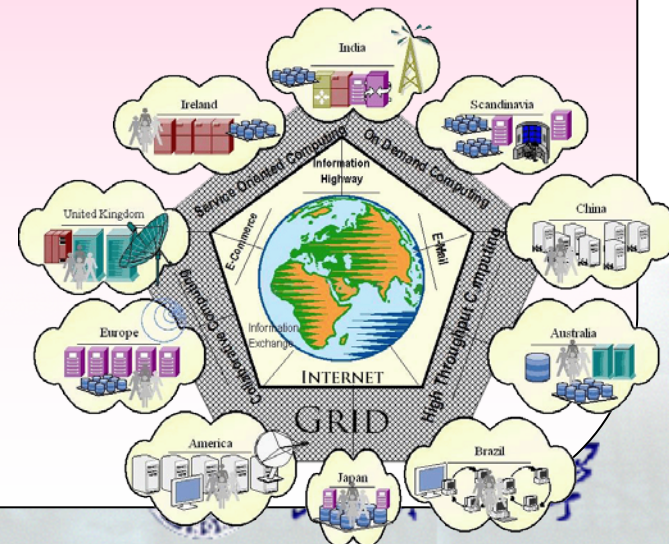 India
Ireland
Scandinavia
Service Oriented Computing
On Demand Computing
Information
Highway
United Kingdom
China
E-Commerce
E-Mail
Collaborative Computing
High Throughput Computing
Europe
Australia
Information
Exchange
INTERNET
GRID
America
Japan
Brazil